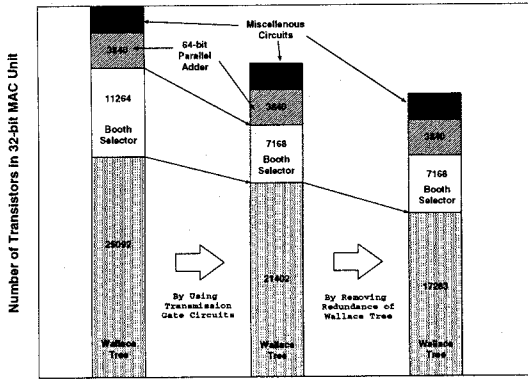 Number of Transistors in 32-bit MAC Unit
Miscellenous
Circuits
64-bit
Parallel
Adder
3840
11264
Booth
Selector
25092
Wallace
Tree
3840
7168
Booth
Selector
21402
Wallace
Tree
3840
7168
Booth
Selector
17283
Wallace
Tree
By Using
Transmission
Gate Circuits
By Removing
Redundance of
Wallace Tree